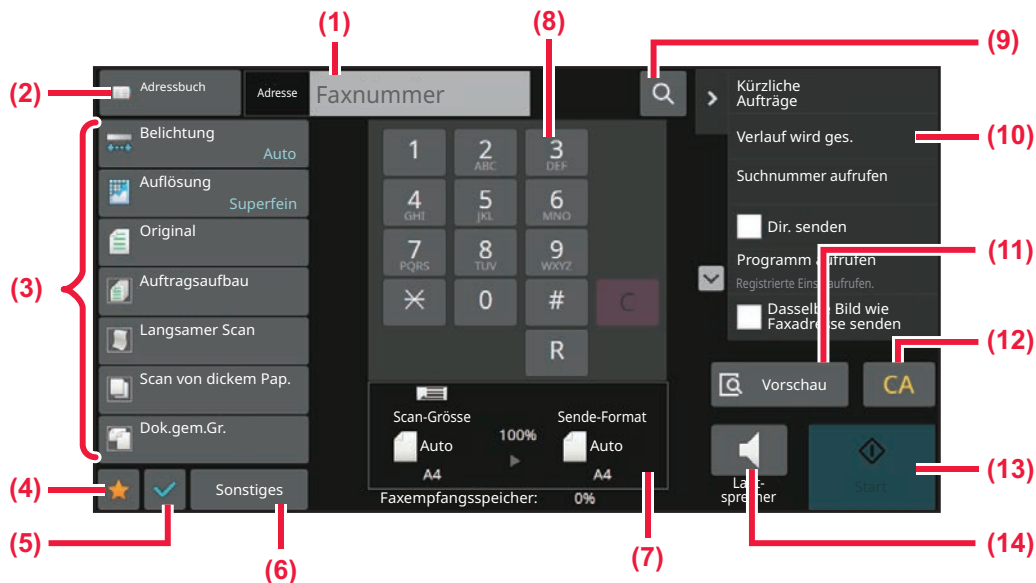 (1)
(8)
(9)
(2)
Adressbuch
Adresse
Faxnummer
Kürzliche
Aufträge
(10)
Verlauf wird ges.
Suchnummer aufrufen
Dir. senden
(11)
Programm aufrufen
Registrierte Einst. aufrufen.
Dasselbe Bild wie
Faxadresse senden
(3)
Belichtung
Auto
Auflösung
Superfein
Original
Auftragsaufbau
Langsamer Scan
Scan von dickem Pap.
Dok.gem.Gr.
1
2
ABC
3
DEF
4
GHI
5
JKL
6
MNO
7
PQRS
8
TUV
9
WXYZ
0
#
C
R
(12)
Vorschau
CA
Scan-Grösse
Auto
A4
100%
Sende-Format
Auto
A4
Faxempfangsspeicher: 0%
(4)
(5)
Sonstiges
(6)
(7)
Laut-
sprecher
Start
(13)
(14)